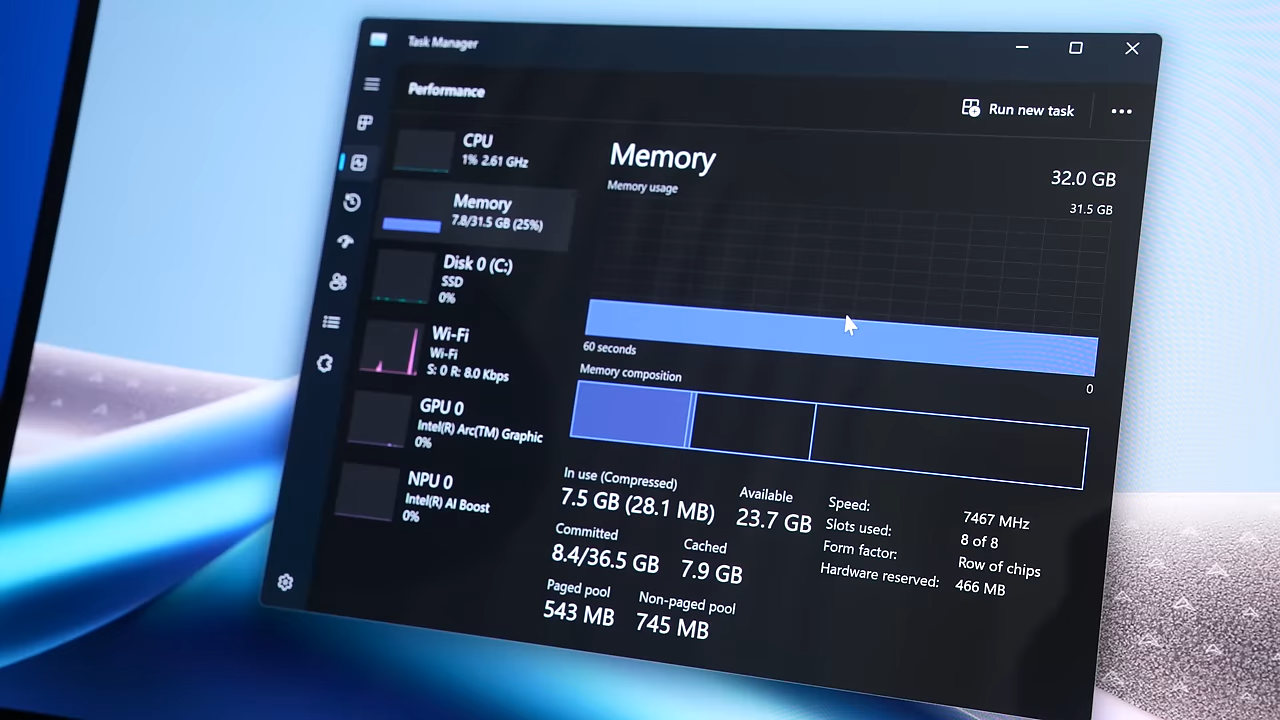 Task Manager
Performance
Run new task
CPU
1% 2.61 GHz
Memory
7.8/31.5 GB (25%)
Disk 0 (C:)
SSD
0%
Wi-Fi
Wi-Fi
S: 0 R: 8.0 Kbps
GPU 0
Intel(R) Arc(TM) Graphic
0%
NPU 0
Intel(R) AI Boost
0%
Memory
32.0 GB
Memory usage
31.5 GB
60 seconds
0
Memory composition
In use (Compressed)
7.5 GB (28.1 MB)
Available
23.7 GB
Committed
8.4/36.5 GB
Cached
7.9 GB
Paged pool
543 MB
Non-paged pool
745 MB
Speed: 7467 MHz
Slots used: 8 of 8
Form factor: Row of chips
Hardware reserved: 466 MB